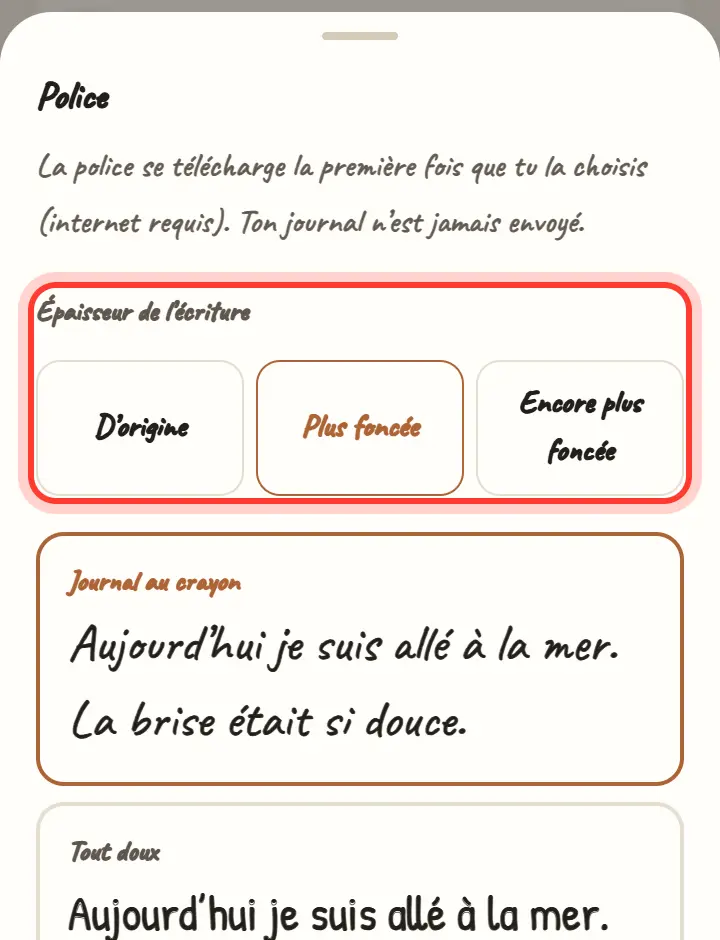 Police
La police se télécharge la première fois que tu la choisis
(internet requis). Ton journal n’est jamais envoyé.
Épaisseur de l’écriture
D’origine
Plus foncée
Encore plus
foncée
Journal au crayon
Aujourd’hui je suis allé à la mer.
La brise était si douce.
Tout doux
Aujourd’hui je suis allé à la mer.